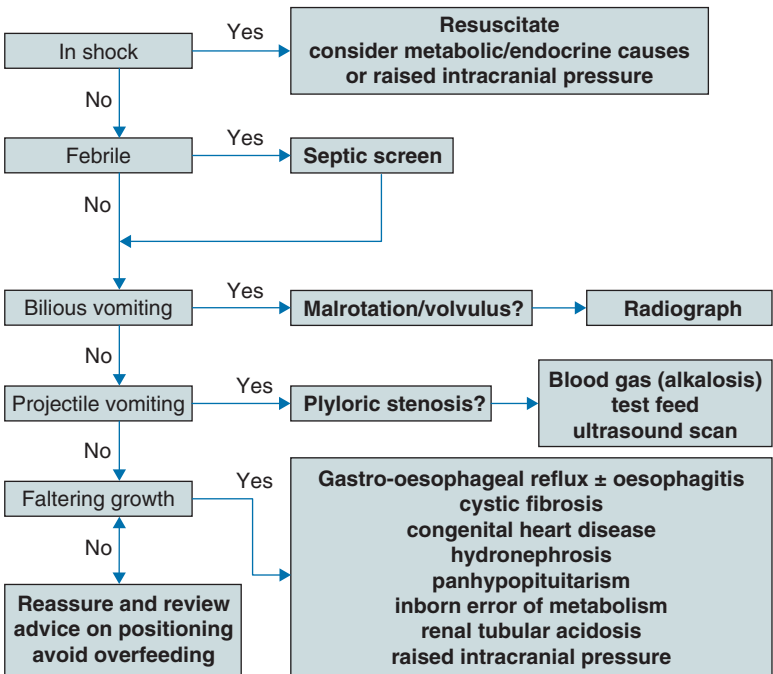 In shock
Yes
Resuscitate
consider metabolic/endocrine causes
or raised intracranial pressure
No
Febrile
Yes
Septic screen
No
Bilious vomiting
Yes
Malrotation/volvulus?
Radiograph
No
Projectile vomiting
Yes
Plyloric stenosis?
Blood gas (alkalosis)
test feed
ultrasound scan
No
Faltering growth
Yes
Gastro-oesophageal reflux ± oesophagitis
cystic fibrosis
congenital heart disease
hydronephrosis
panhypopituitarism
inborn error of metabolism
renal tubular acidosis
raised intracranial pressure
No
Reassure and review
advice on positioning
avoid overfeeding